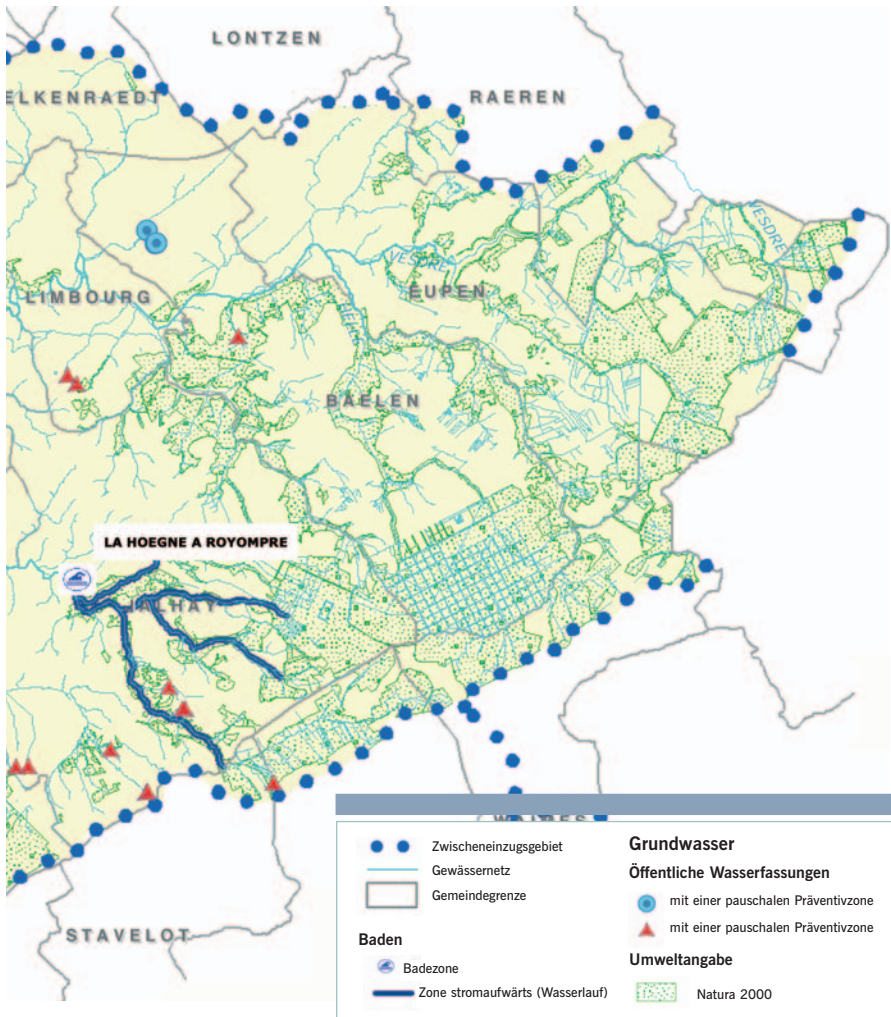 LONTZEN
ELKENRAEDT
RAEREN
VESDRE
VESDRE
LIMBOURG
EUPEN
BAELEN
LA HOEGNE A ROYOMPRE
JALHAY
STAVELOT
Zwischeneinzugsgebiet
Gewässernetz
Gemeindegrenze
Baden
Badezone
Zone stromaufwärts (Wasserlauf)
Grundwasser
Öffentliche Wasserfassungen
mit einer pauschalen Präventivzone
mit einer pauschalen Präventivzone
Umweltangabe
Natura 2000